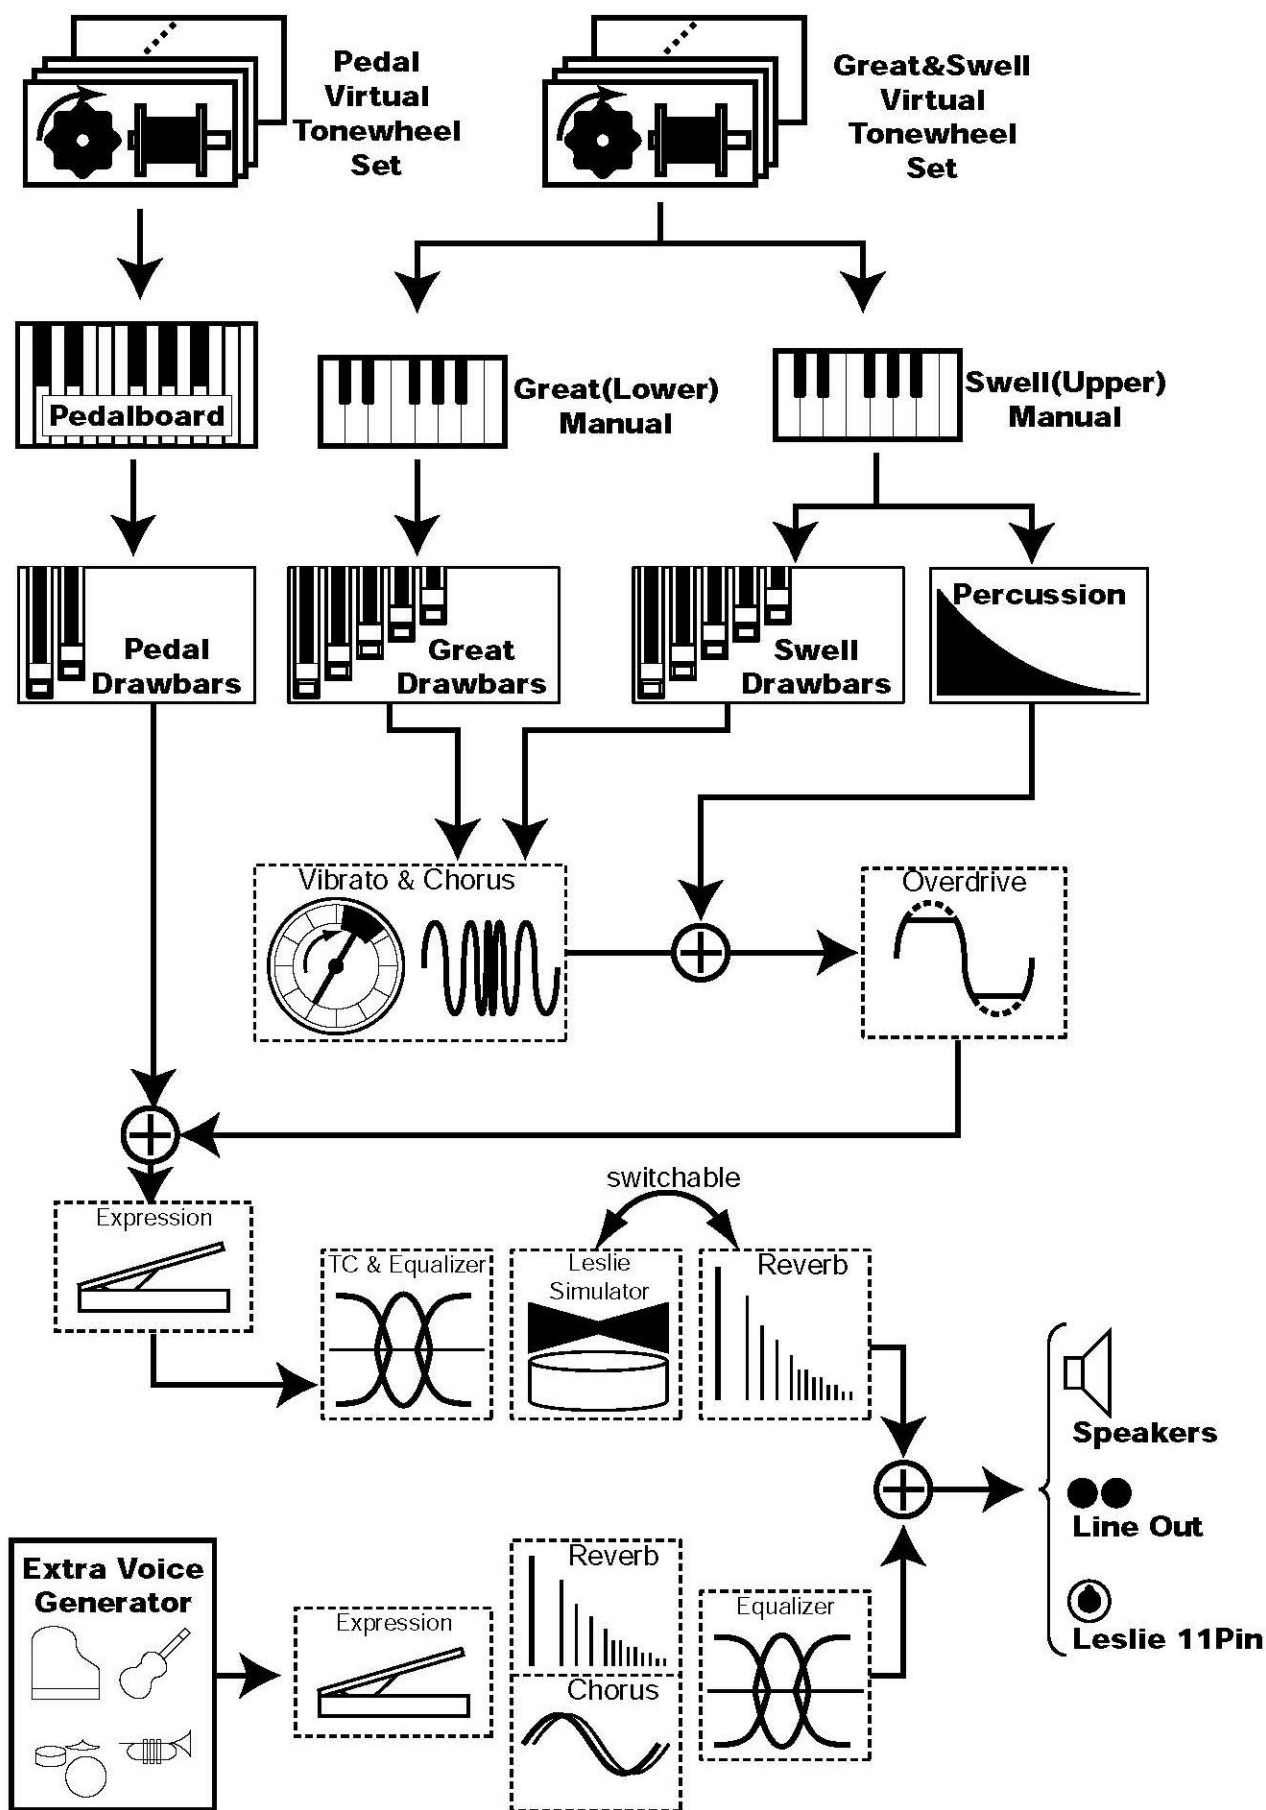 Pedal
Virtual
Tonewheel
Set
Great&Swell
Virtual
Tonewheel
Set
Pedalboard
Great(Lower)
Manual
Swell(Upper)
Manual
Pedal
Drawbars
Great
Drawbars
Swell
Drawbars
Percussion
Vibrato & Chorus
Overdrive
switchable
Expression
TC & Equalizer
Leslie
Simulator
Reverb
Speakers
Line Out
Leslie 11Pin
Extra Voice
Generator
Expression
Reverb
Chorus
Equalizer